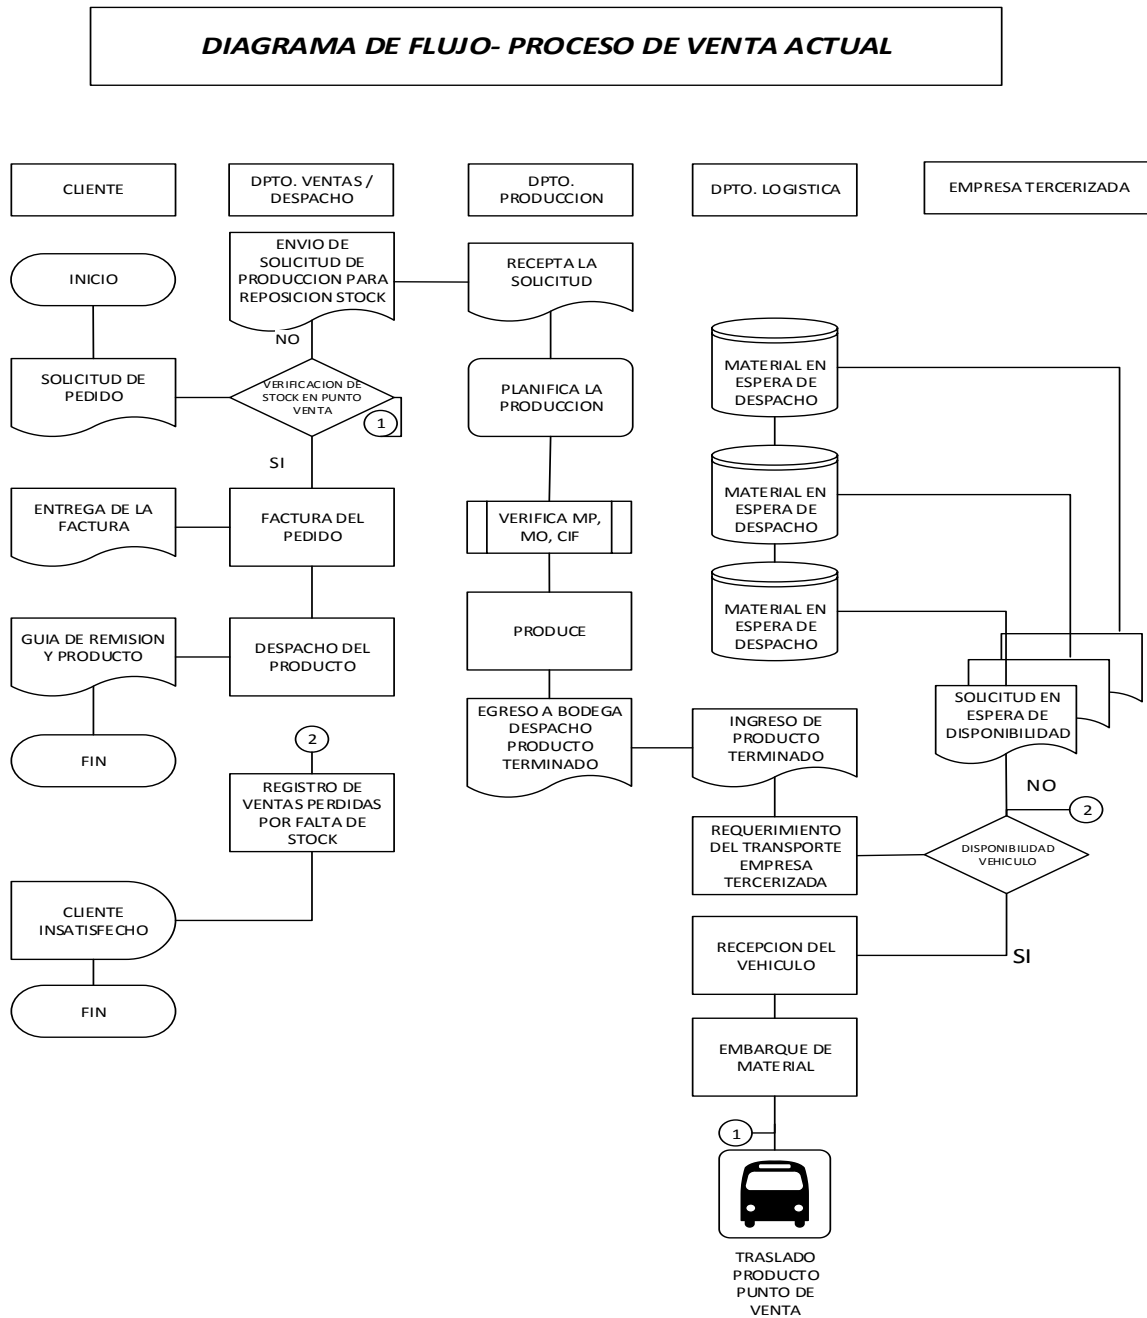 DIAGRAMA DE FLUJO- PROCESO DE VENTA ACTUAL
CLIENTE
DPTO. VENTAS /
DESPACHO
DPTO.
PRODUCCION
DPTO. LOGISTICA
EMPRESA TERCERIZADA
INICIO
ENVIO DE
SOLICITUD DE
PRODUCCION PARA
REPOSICION STOCK
RECEPTA LA
SOLICITUD
NO
SOLICITUD DE
PEDIDO
VERIFICACION DE
STOCK EN PUNTO
VENTA
1
SI
PLANIFICA LA
PRODUCCION
MATERIAL EN
ESPERA DE
DESPACHO
ENTREGA DE LA
FACTURA
FACTURA DEL
PEDIDO
VERIFICA MP,
MO, CIF
MATERIAL EN
ESPERA DE
DESPACHO
GUIA DE REMISION
Y PRODUCTO
DESPACHO DEL
PRODUCTO
PRODUCE
MATERIAL EN
ESPERA DE
DESPACHO
SOLICITUD EN
ESPERA DE
DISPONIBILIDAD
FIN
2
EGRESO A BODEGA
DESPACHO
PRODUCTO
TERMINADO
INGRESO DE
PRODUCTO
TERMINADO
NO
2
REGISTRO DE
VENTAS PERDIDAS
POR FALTA DE
STOCK
REQUERIMIENTO
DEL TRANSPORTE
EMPRESA
TERCERIZADA
DISPONIBILIDAD
VEHICULO
CLIENTE
INSATISFECHO
RECEPCION DEL
VEHICULO
SI
FIN
EMBARQUE DE
MATERIAL
1
TRASLADO
PRODUCTO
PUNTO DE
VENTA